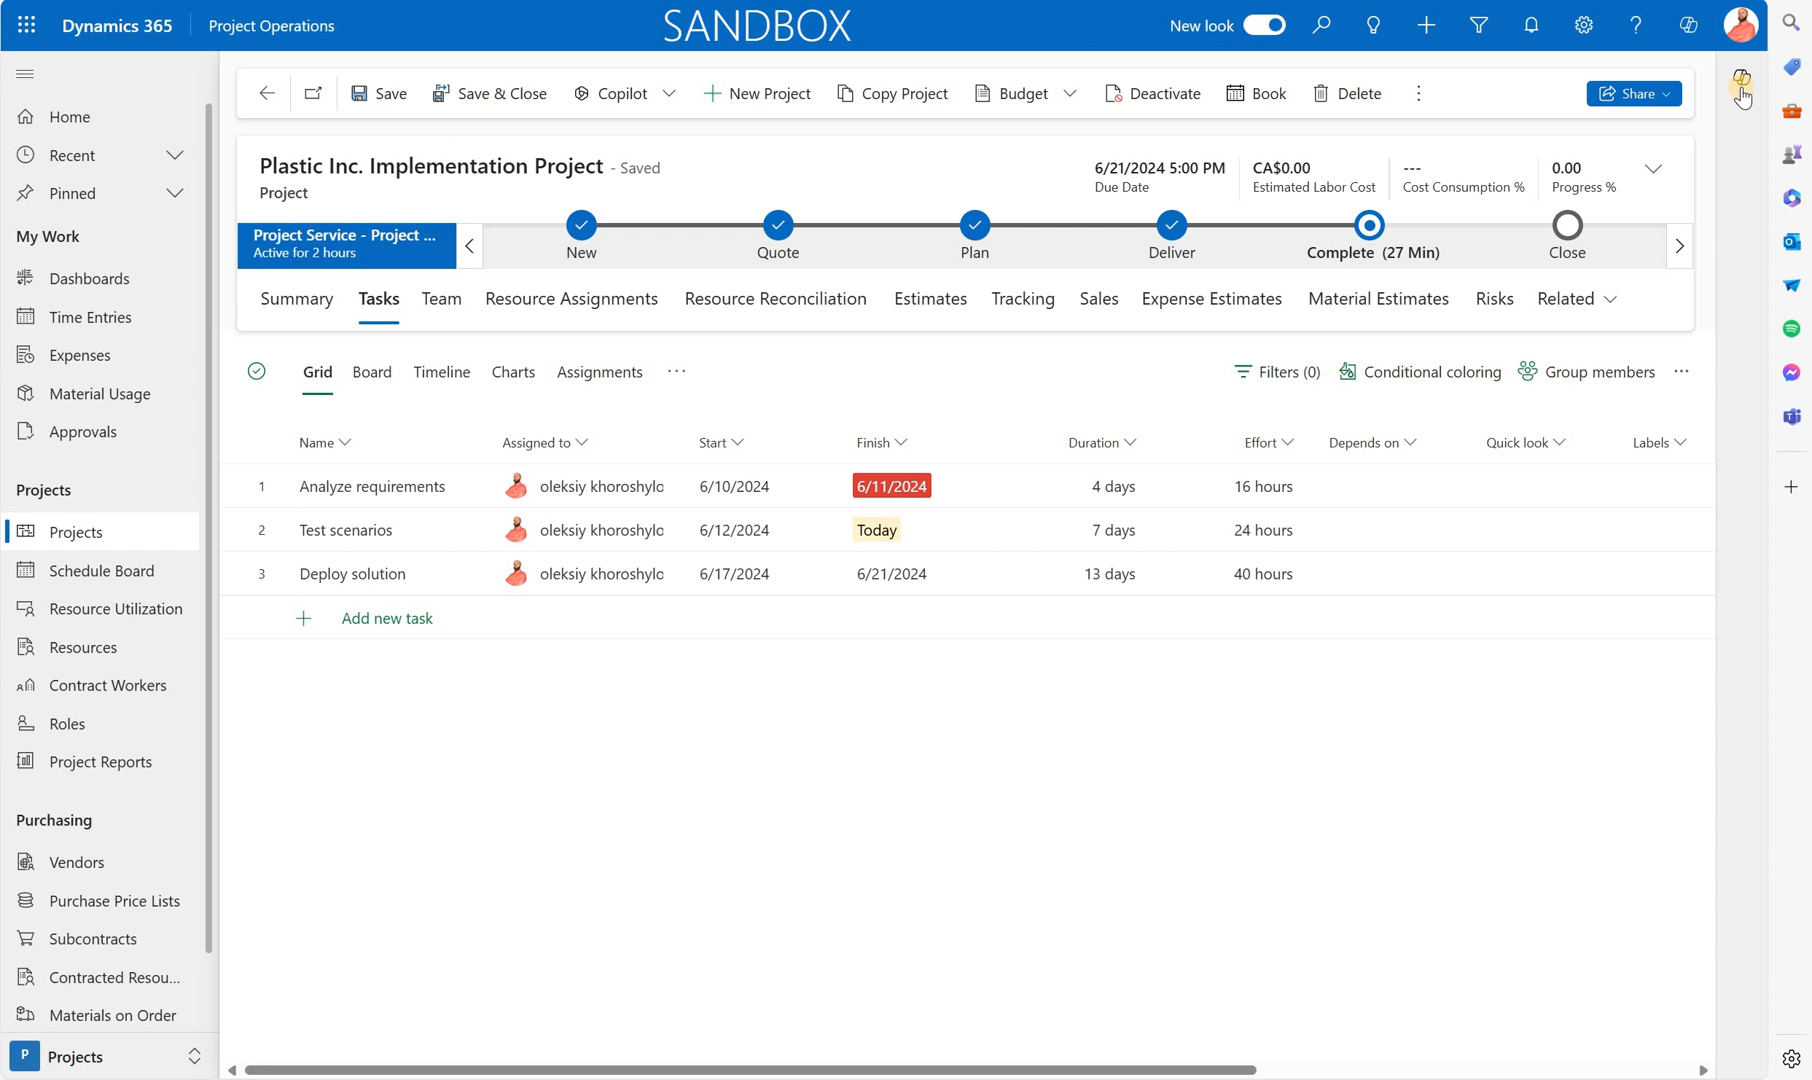 Dynamics 365
Project Operations
SANDBOX
New look
Home
Recent
Pinned
My Work
Dashboards
Time Entries
Expenses
Material Usage
Approvals
Projects
Projects
Schedule Board
Resource Utilization
Resources
Contract Workers
Roles
Project Reports
Purchasing
Vendors
Purchase Price Lists
Subcontracts
Contracted Resou...
Materials on Order
P Projects
Save Save & Close Copilot New Project Copy Project Budget Deactivate Book Delete Share
Plastic Inc. Implementation Project - Saved
Project
6/21/2024 5:00 PM
Due Date
CA$0.00
Estimated Labor Cost
---
Cost Consumption %
0.00
Progress %
Project Service - Project ...
Active for 2 hours
New Quote Plan Deliver Complete (27 Min) Close
Summary Tasks Team Resource Assignments Resource Reconciliation Estimates Tracking Sales Expense Estimates Material Estimates Risks Related
Grid Board Timeline Charts Assignments ... Filters (0) Conditional coloring Group members ...
Name Assigned to Start Finish Duration Effort Depends on Quick look Labels
1 Analyze requirements oleksiy khoroshylo 6/10/2024 6/11/2024 4 days 16 hours
2 Test scenarios oleksiy khoroshylo 6/12/2024 Today 7 days 24 hours
3 Deploy solution oleksiy khoroshylo 6/17/2024 6/21/2024 13 days 40 hours
Add new task